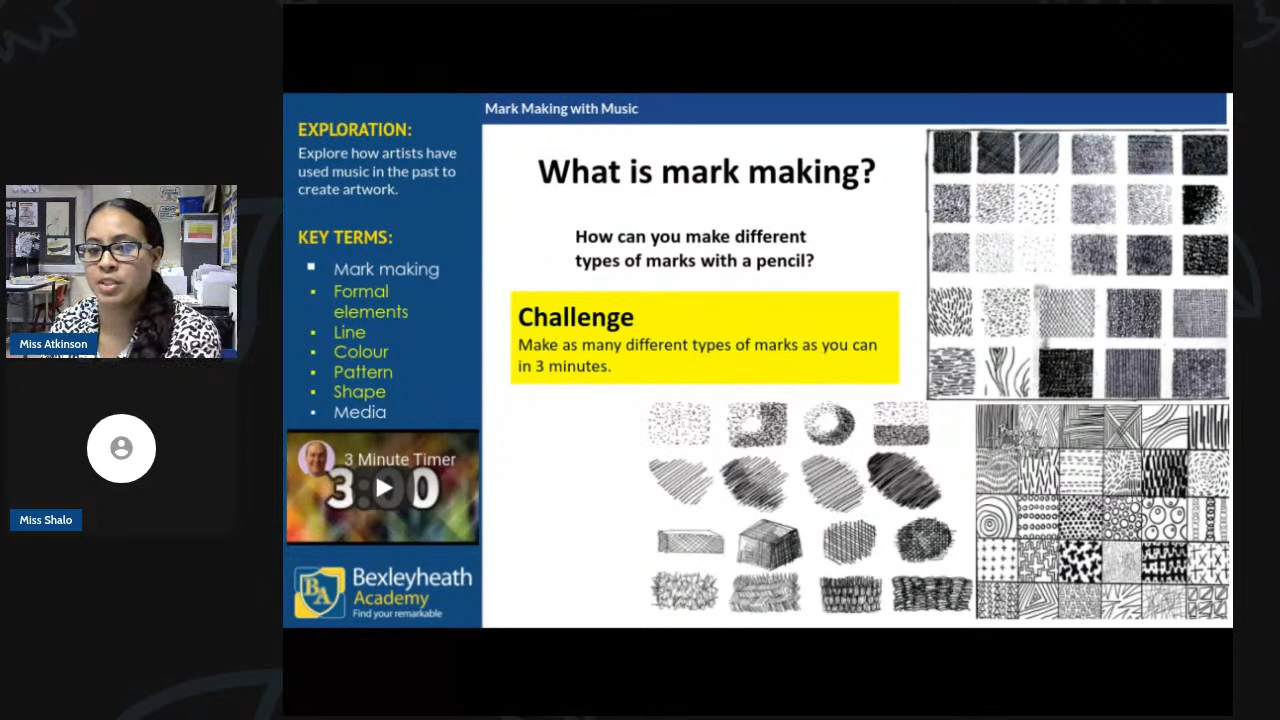 Mark Making with Music
EXPLORATION:
Explore how artists have
used music in the past to
create artwork.
KEY TERMS:
Mark making
Formal
elements
Line
Colour
Pattern
Shape
Media
3 Minute Timer
3:00
BA
Bexleyheath
Academy
Find your remarkable
What is mark making?
How can you make different
types of marks with a pencil?
Challenge
Make as many different types of marks as you can
in 3 minutes.
Miss Atkinson
Miss Shalo